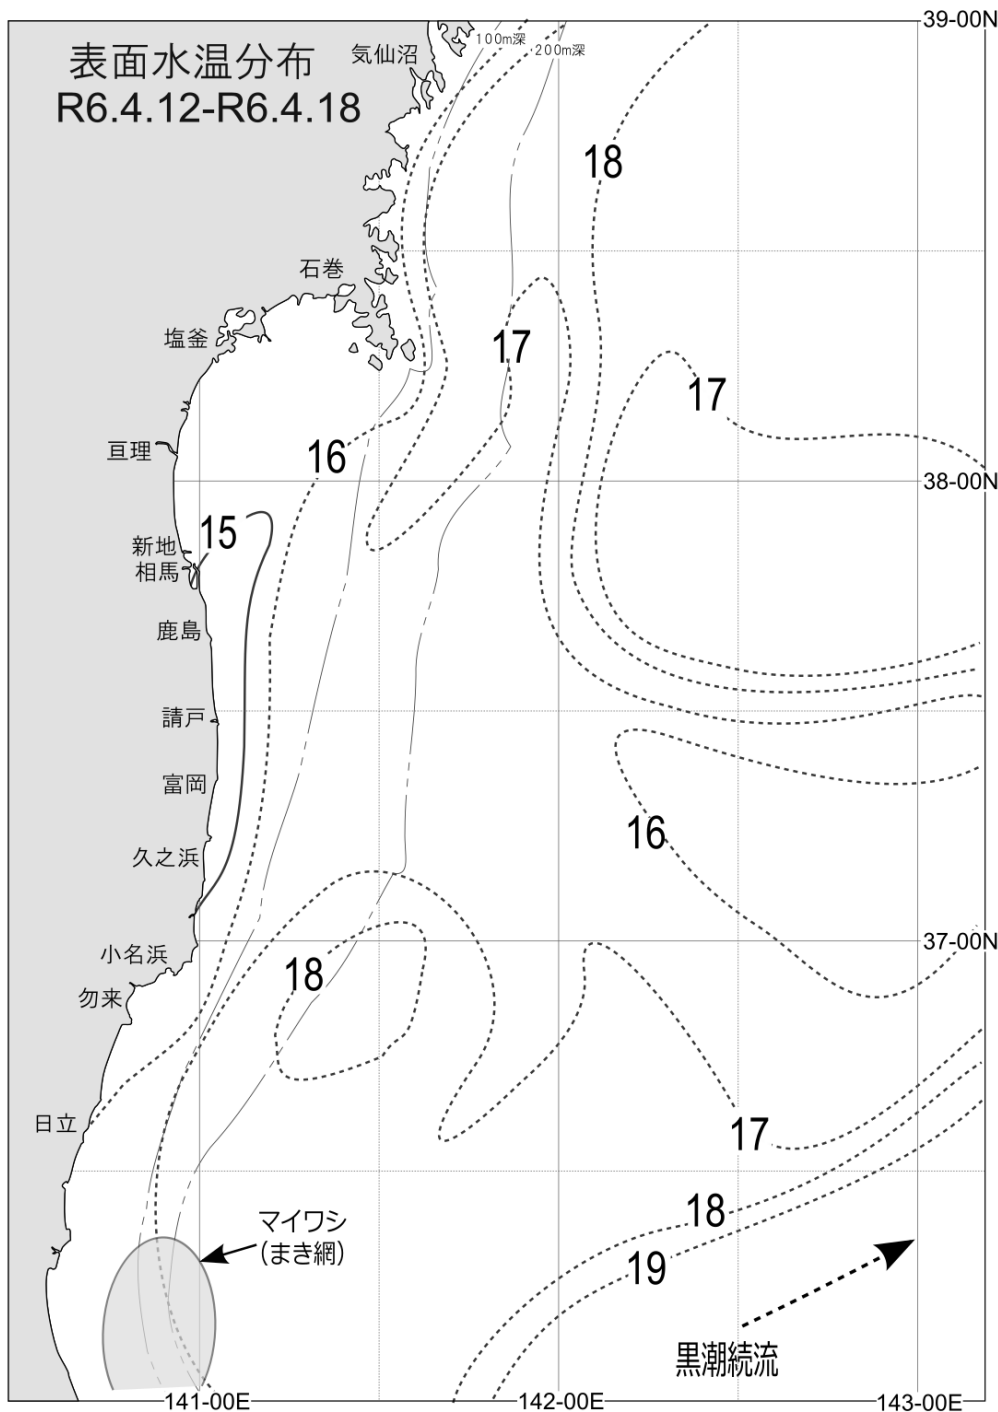 39-00N
100m深
200m深
気仙沼
表面水温分布
R6.4.12-R6.4.18
18
石巻
塩釜
17
17
亘理
16
38-00N
15
新地
相馬
鹿島
請戸
富岡
16
久之浜
37-00N
小名浜
18
勿来
日立
17
18
マイワシ
(まき網)
19
黒潮続流
141-00E
142-00E
143-00E